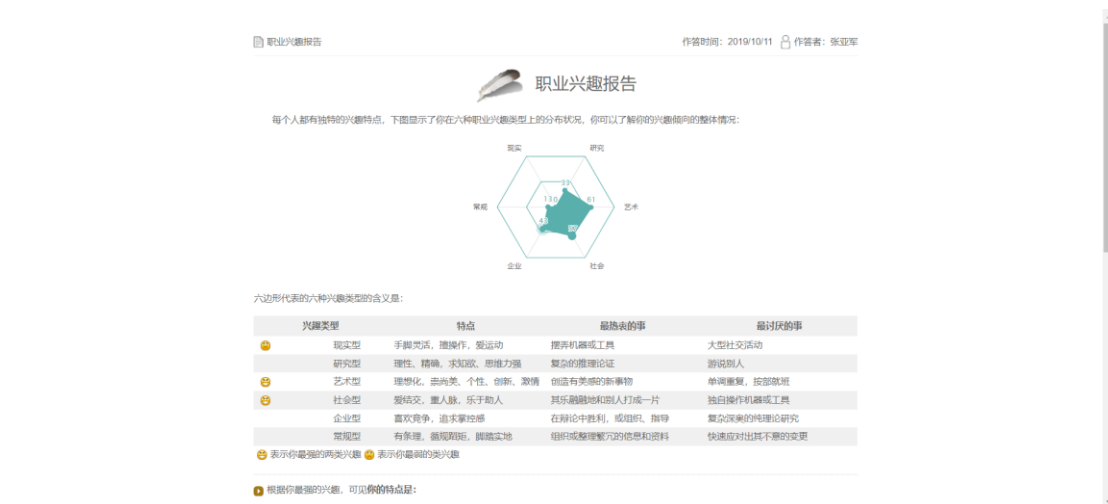 职业兴趣报告 作答时间：2019/10/11 作答者：张亚军
职业兴趣报告
每个人都有独特的兴趣特点，下图显示了你在六种职业兴趣类型上的分布状况，你可以了解你的兴趣倾向的整体情况：
现实 研究
常规 艺术
企业 社会
六边形代表的六种兴趣类型的含义是：
兴趣类型 特点 最热衷的事 最讨厌的事
现实型 手脚灵活，擅操作，爱运动 摆弄机器或工具 大型社交活动
研究型 理性、精确、求知欲、思维力强 复杂的推理论证 游说别人
艺术型 理想化、崇尚美、个性、创新、激情 创造有美感的新事物 单调重复，按部就班
社会型 爱结交，重人脉，乐于助人 其乐融融地和别人打成一片 独自操作机器或工具
企业型 喜欢竞争，追求掌控感 在辩论中胜利，或组织、指导 复杂深奥的纯理论研究
常规型 有条理，循规蹈矩，脚踏实地 组织或整理繁冗的信息和资料 快速应对出其不意的变更
表示你最强的两类兴趣 表示你最弱的类兴趣
根据你最强的兴趣，可见你的特点是：